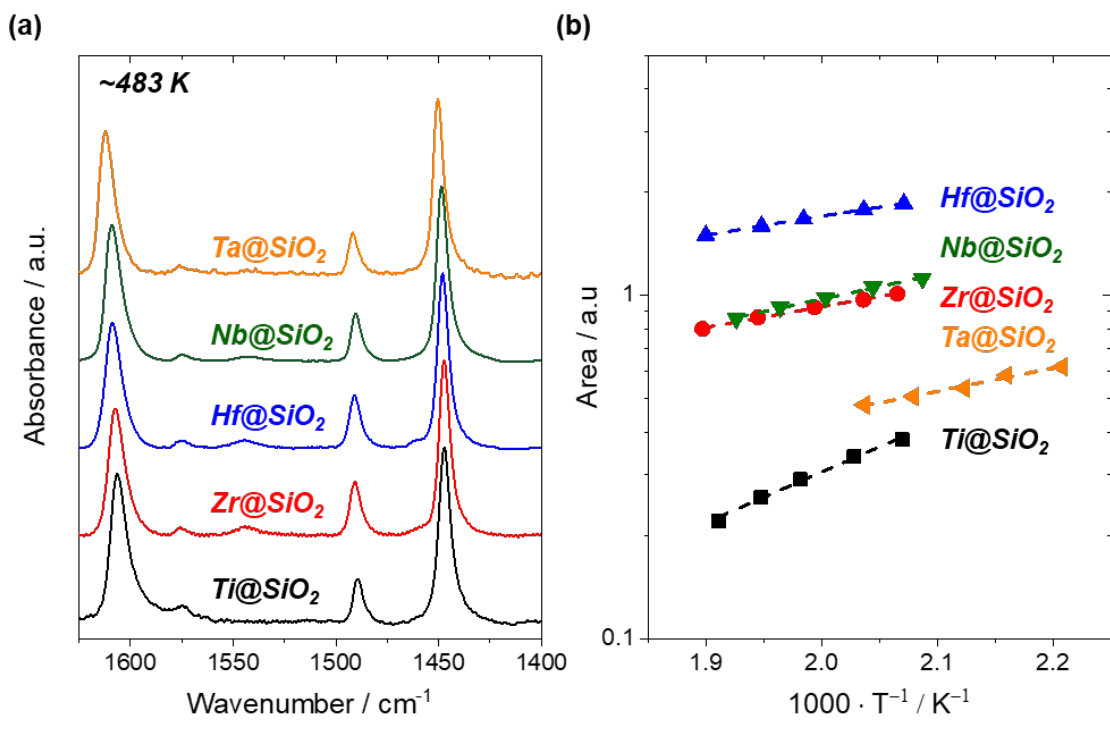 (a)
~483 K
Ta@SiO₂
Nb@SiO₂
Hf@SiO₂
Zr@SiO₂
Ti@SiO₂
Absorbance / a.u.
1600 1550 1500 1450 1400
Wavenumber / cm⁻¹
(b)
Hf@SiO₂
Nb@SiO₂
Zr@SiO₂
Ta@SiO₂
Ti@SiO₂
Area / a.u
1
0.1
1.9 2.0 2.1 2.2
1000 · T⁻¹ / K⁻¹